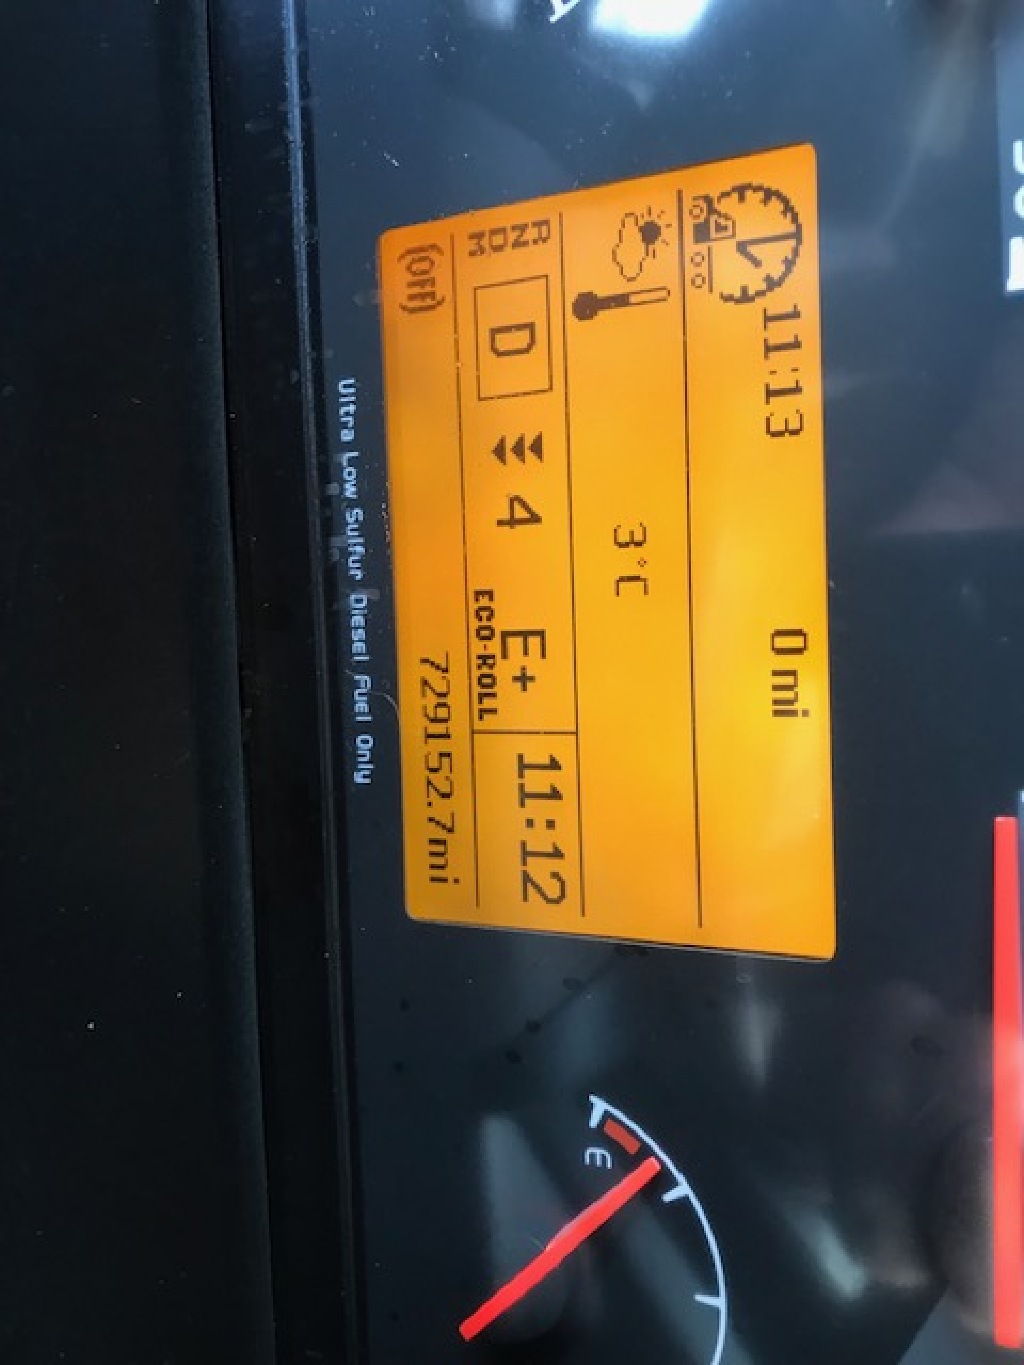 11:13 0 mi
3°C
RNDM D 4 E+ 11:12
ECO-ROLL
(Off) 729152.7mi
Ultra Low Sulfur Diesel Fuel Only
E